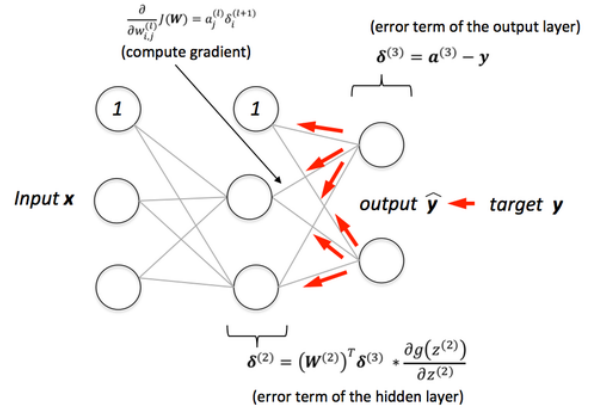 ∂/∂w_{i,j}^{(l)} J(W) = a_j^{(l)} δ_i^{(l+1)}
(compute gradient)
(error term of the output layer)
δ^{(3)} = a^{(3)} − y
1 1
Input x
output ŷ target y
δ^{(2)} = (W^{(2)})^T δ^{(3)} * ∂g(z^{(2)})/∂z^{(2)}
(error term of the hidden layer)